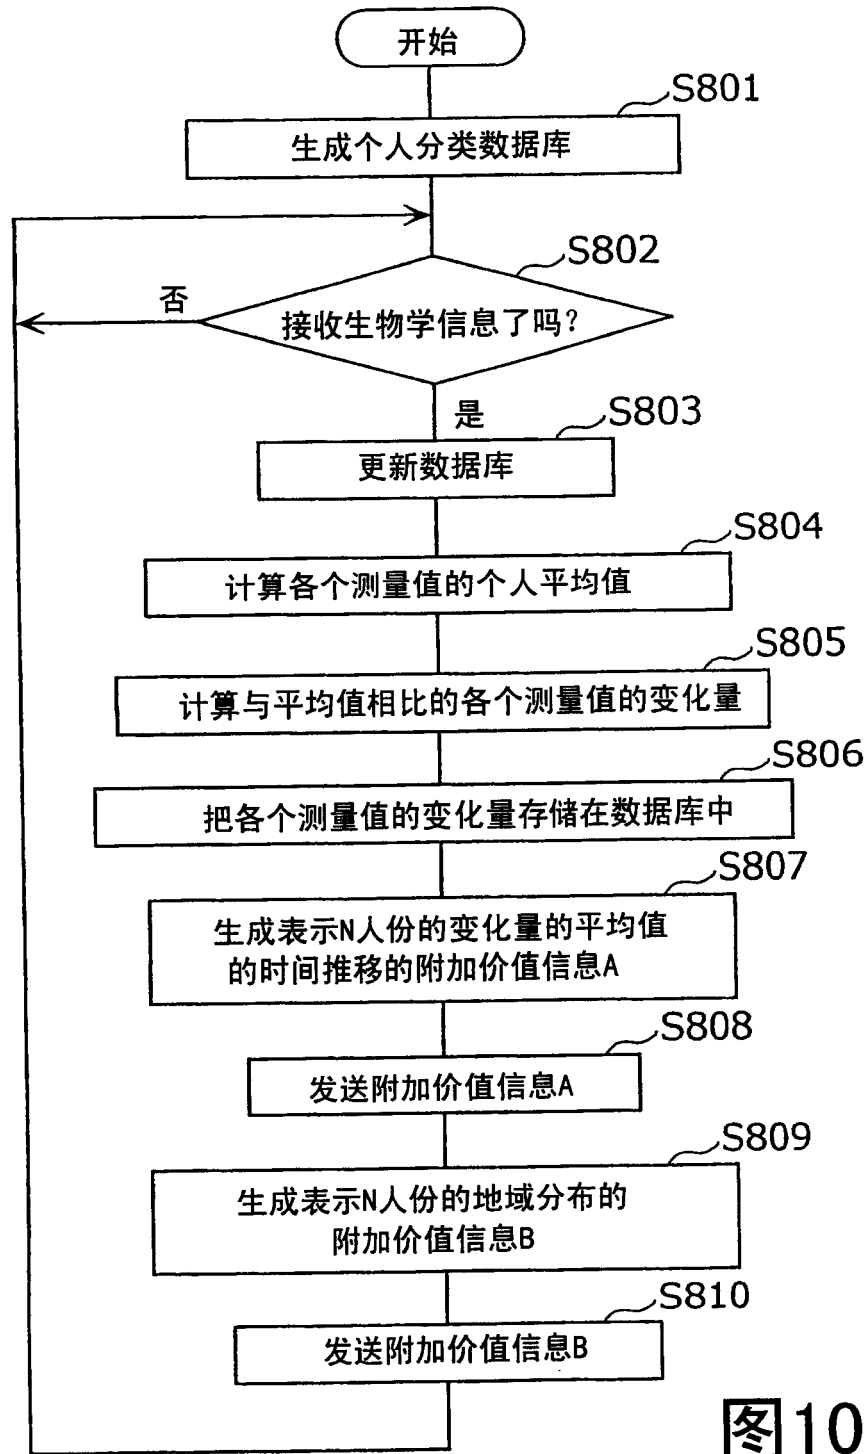 开始
S801
生成个人分类数据库
S802
否
接收生物学信息了吗?
是
S803
更新数据库
S804
计算各个测量值的个人平均值
S805
计算与平均值相比的各个测量值的变化量
S806
把各个测量值的变化量存储在数据库中
S807
生成表示N人份的变化量的平均值
的时间推移的附加价值信息A
S808
发送附加价值信息A
S809
生成表示N人份的地域分布的
附加价值信息B
S810
发送附加价值信息B
图10